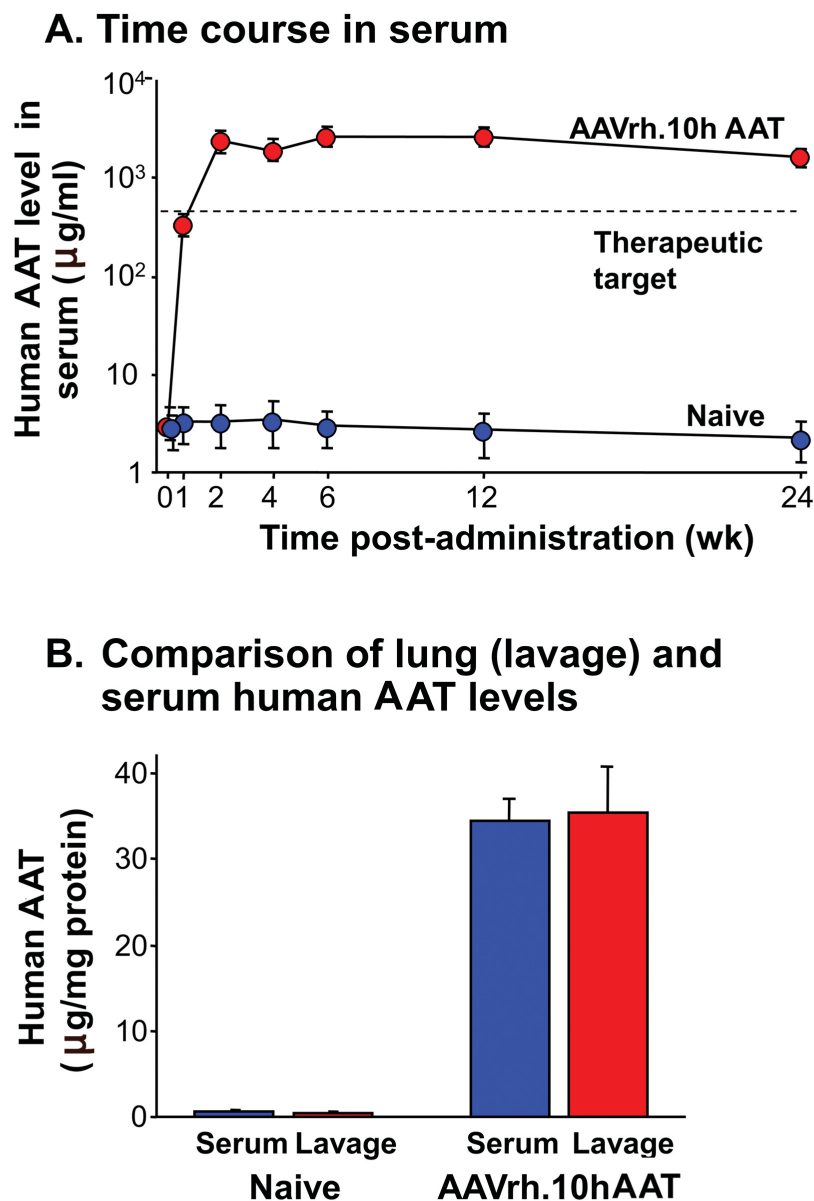 A. Time course in serum
Human AAT level in
serum (μg/ml)
10⁴
10³
10²
10
1
AAVrh.10h AAT
Therapeutic
target
Naive
0 1 2 4 6 12 24
Time post-administration (wk)
B. Comparison of lung (lavage) and
serum human AAT levels
Human AAT
(μg/mg protein)
40
30
20
10
0
Serum Lavage Serum Lavage
Naive AAVrh.10hAAT